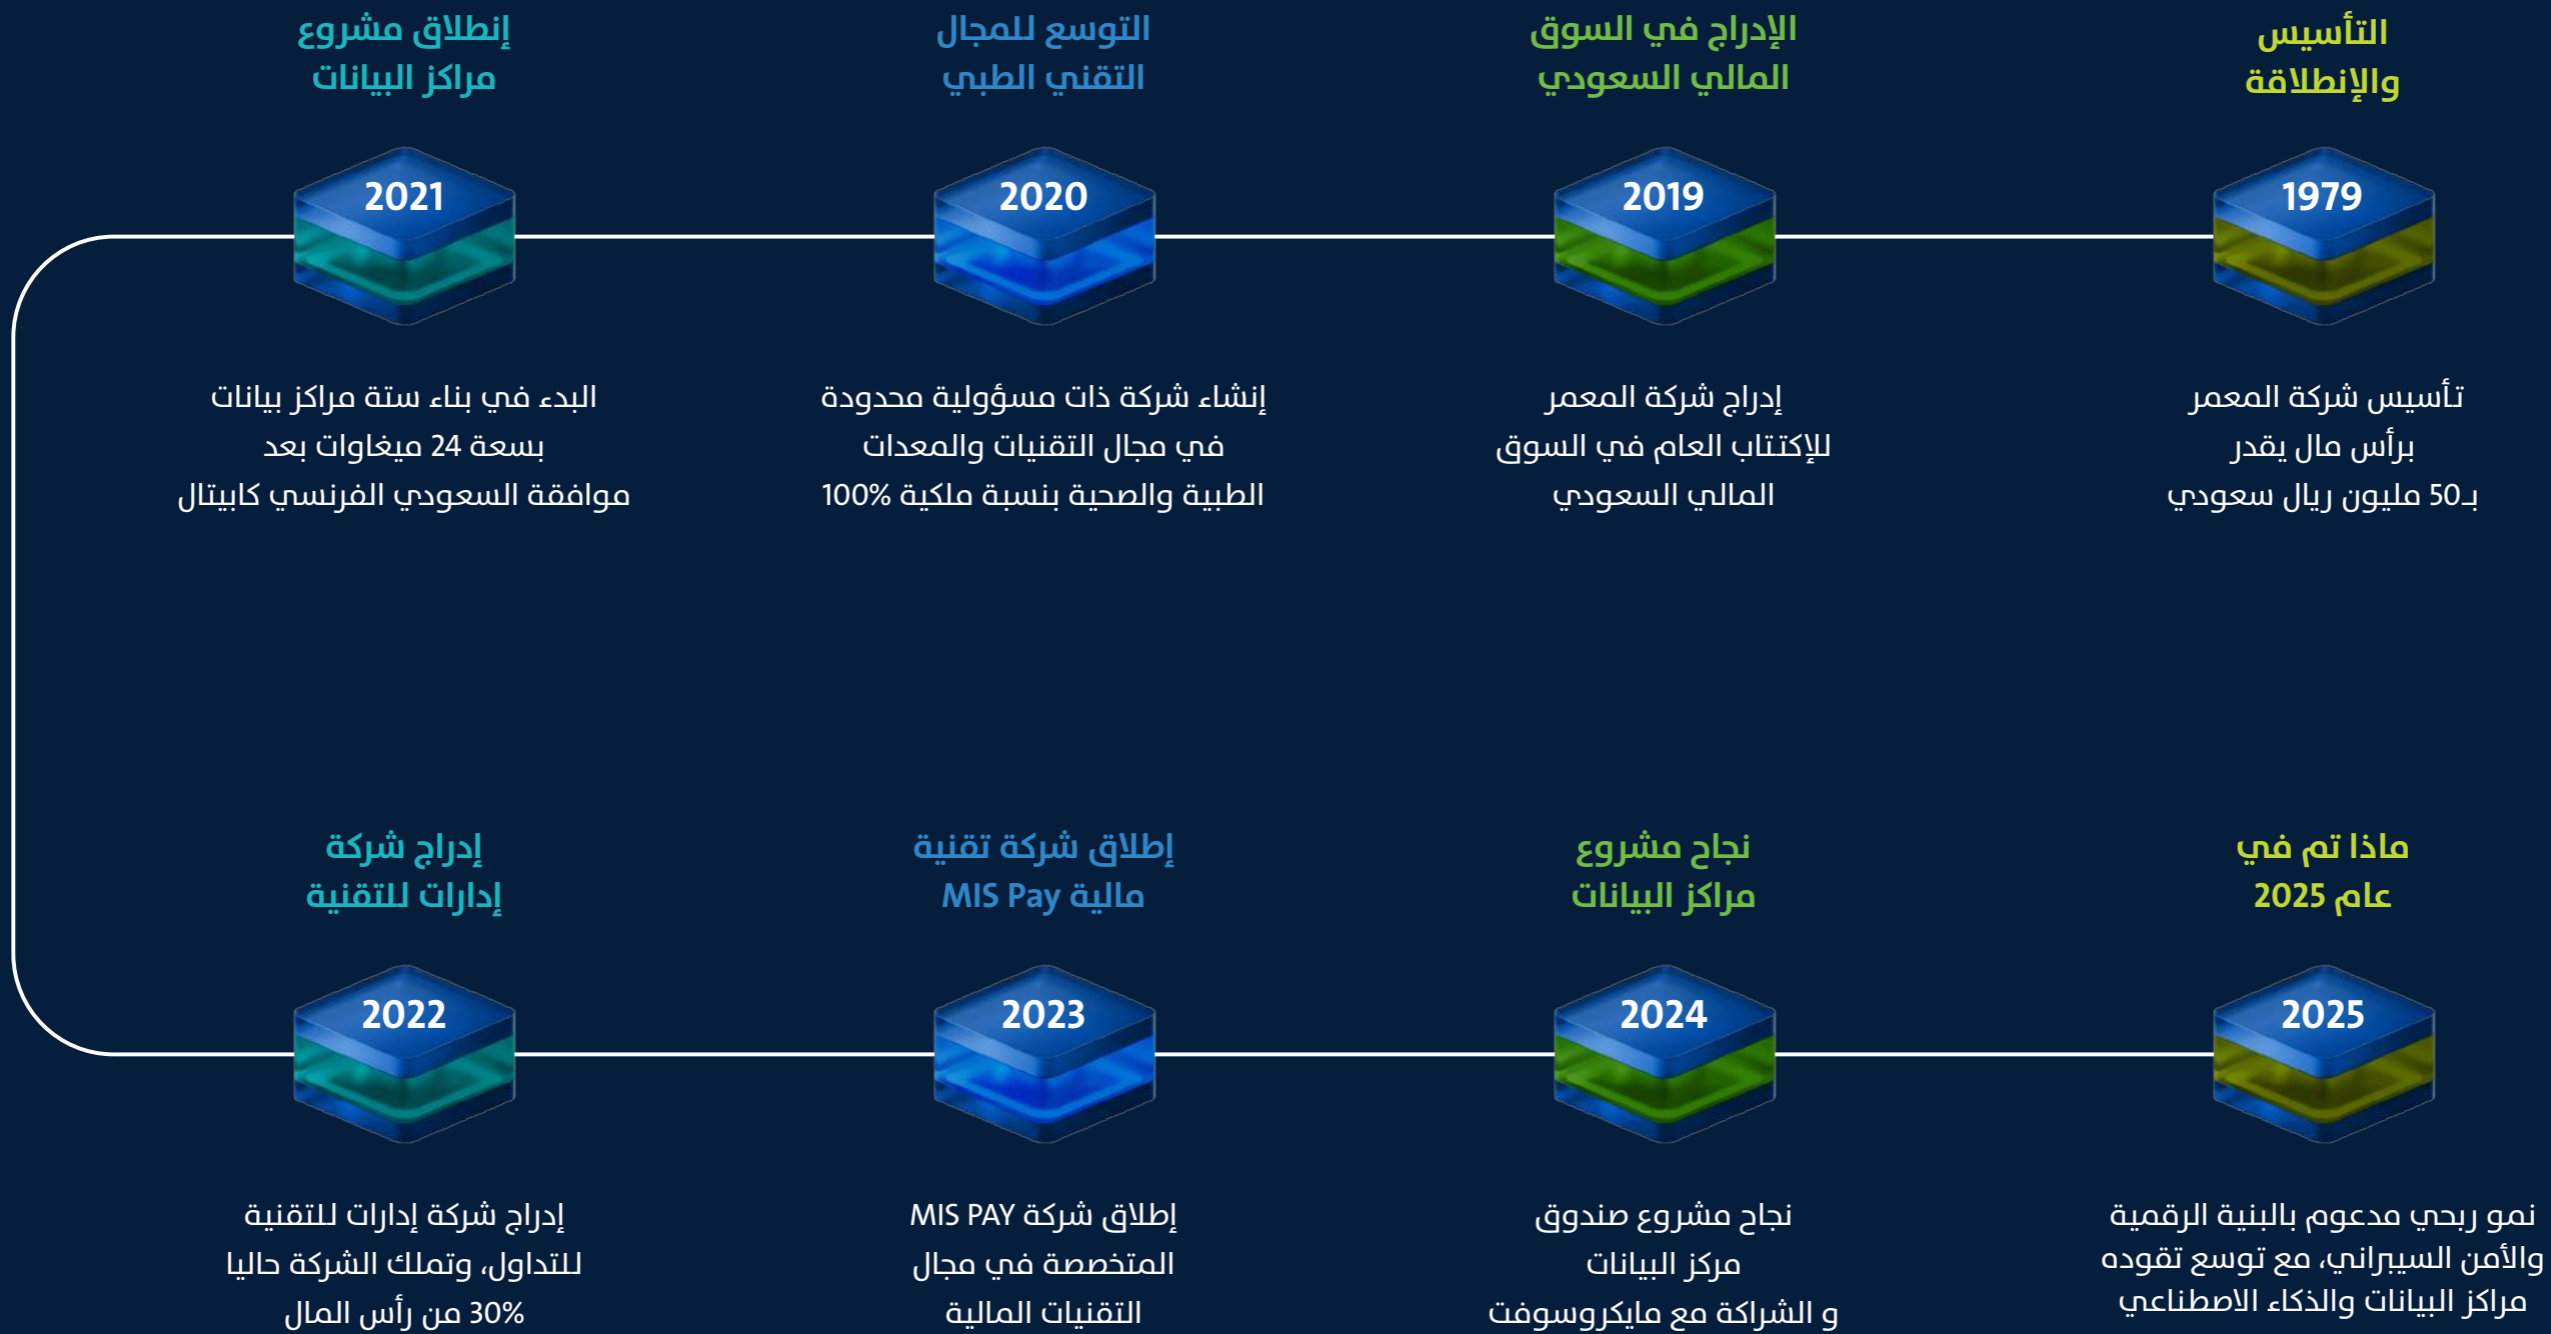 التأسيس
والإنطلاقة
1979
تأسيس شركة المعمر
برأس مال يقدر
بـ50 مليون ريال سعودي
الإدراج في السوق
المالي السعودي
2019
إدراج شركة المعمر
للإكتتاب العام في السوق
المالي السعودي
التوسع للمجال
التقني الطبي
2020
إنشاء شركة ذات مسؤولية محدودة
في مجال التقنيات والمعدات
الطبية والصحية بنسبة ملكية 100%
إنطلاق مشروع
مراكز البيانات
2021
البدء في بناء ستة مراكز بيانات
بسعة 24 ميغاوات بعد
موافقة السعودي الفرنسي كابيتال
إدراج شركة
إدارات للتقنية
2022
إدراج شركة إدارات للتقنية
للتداول، وتملك الشركة حاليا
30% من رأس المال
إطلاق شركة تقنية
مالية MIS Pay
2023
إطلاق شركة MIS PAY
المتخصصة في مجال
التقنيات المالية
نجاح مشروع
مراكز البيانات
2024
نجاح مشروع صندوق
مركز البيانات
و الشراكة مع مايكروسوفت
ماذا تم في
عام 2025
2025
نمو ربحي مدعوم بالبنية الرقمية
والأمن السيبراني، مع توسع تقوده
مراكز البيانات والذكاء الاصطناعي